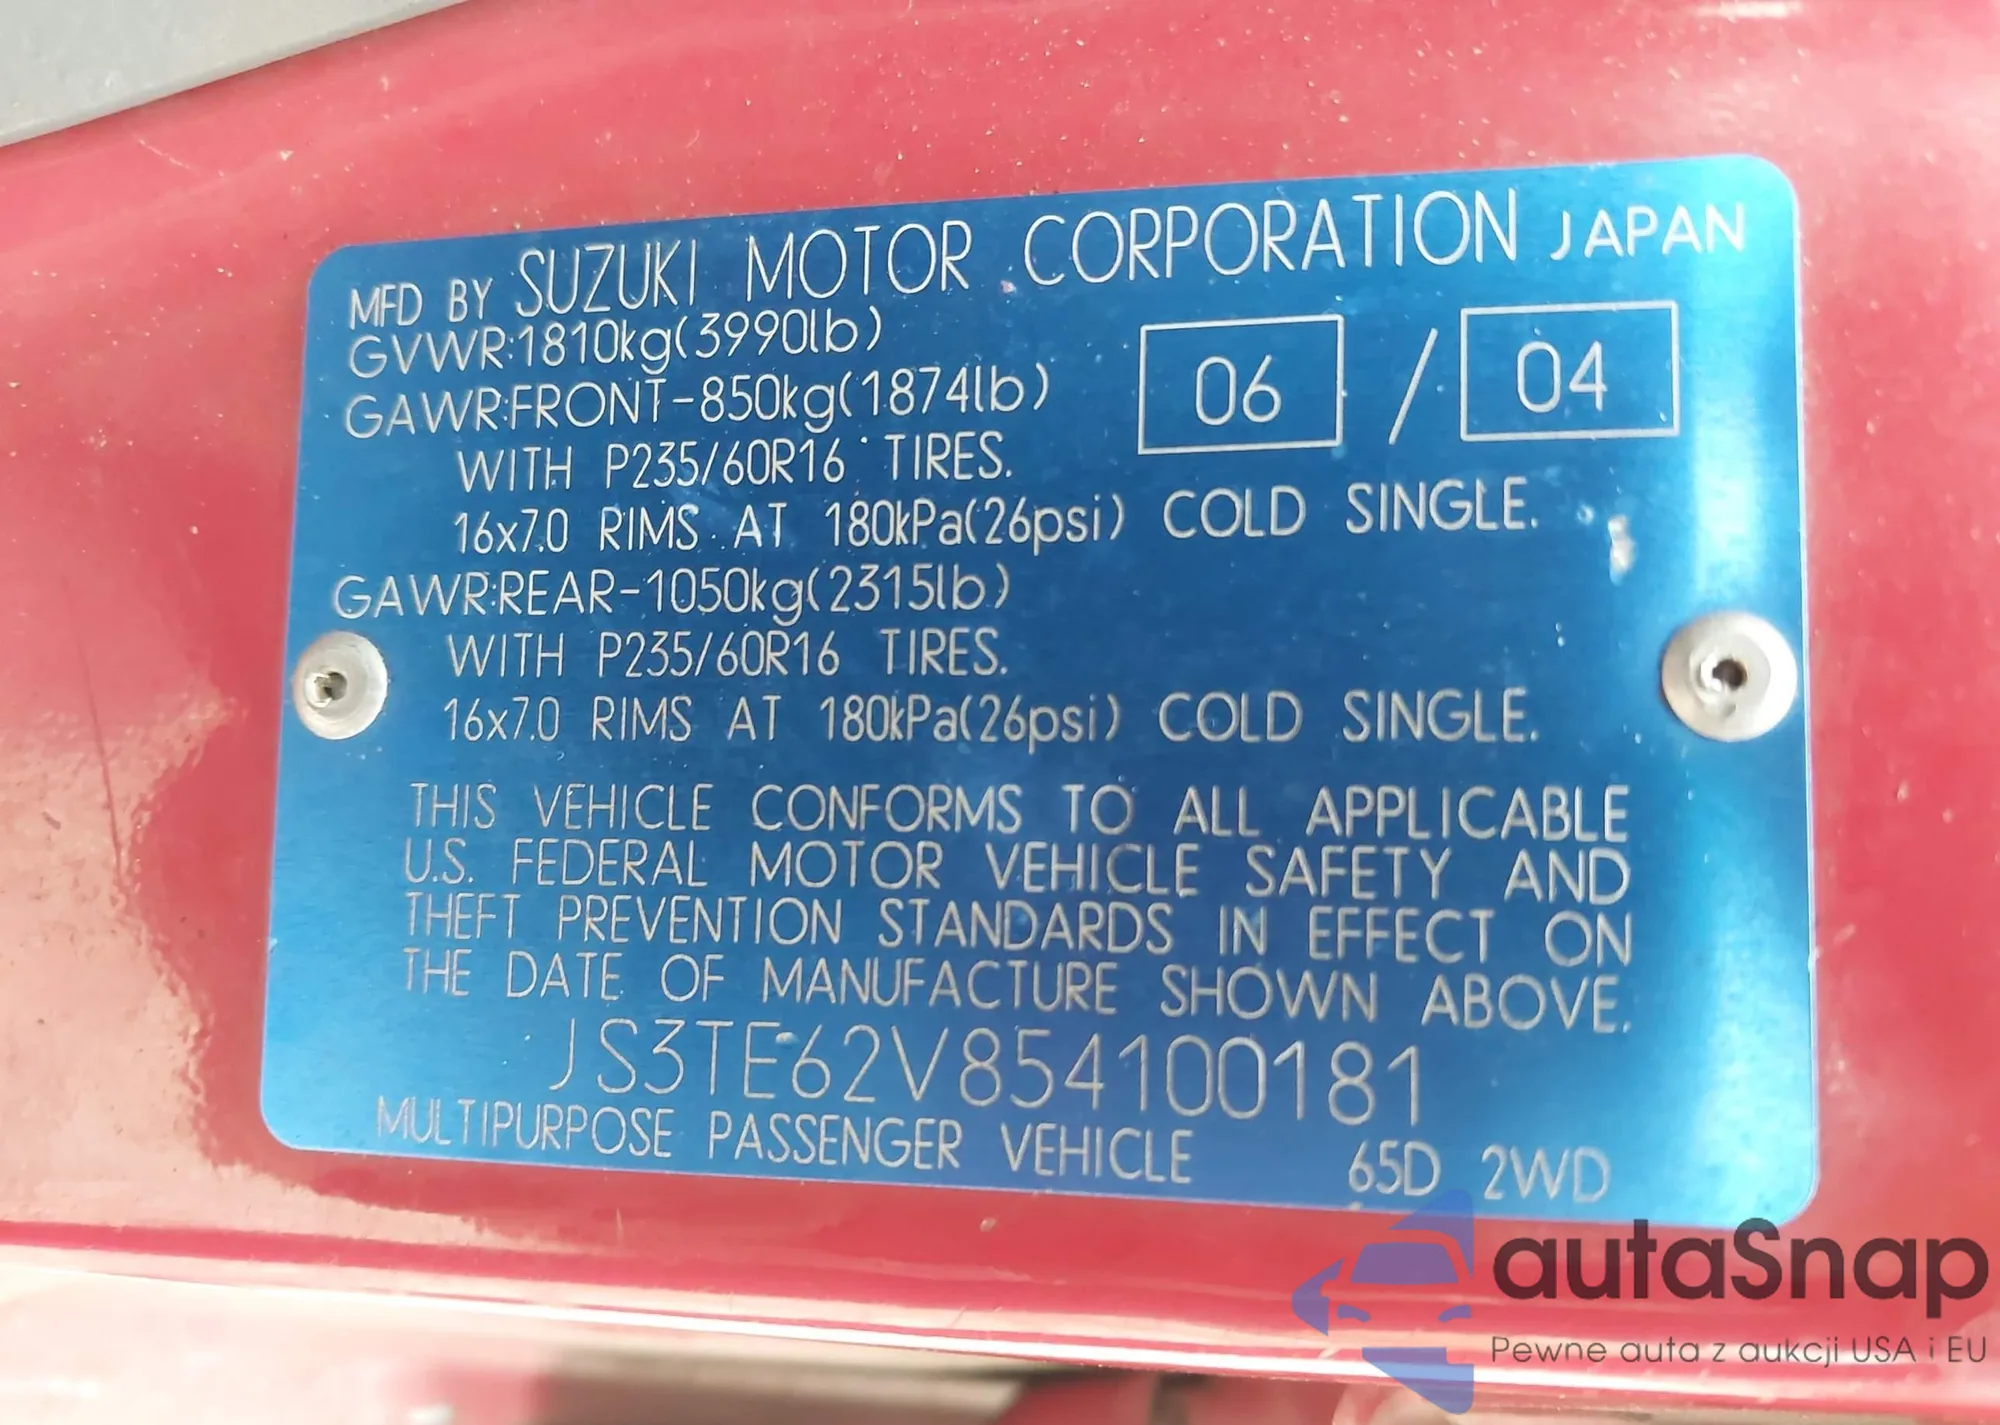 MFD BY SUZUKI MOTOR CORPORATION JAPAN
GVWR:1810kg(3990lb)
06 / 04
GAWR:FRONT-850kg(1874lb)
WITH P235/60R16 TIRES.
16x7.0 RIMS AT 180kPa(26psi) COLD SINGLE.
GAWR:REAR-1050kg(2315lb)
WITH P235/60R16 TIRES.
16x7.0 RIMS AT 180kPa(26psi) COLD SINGLE.
THIS VEHICLE CONFORMS TO ALL APPLICABLE
U.S. FEDERAL MOTOR VEHICLE SAFETY AND
THEFT PREVENTION STANDARDS IN EFFECT ON
THE DATE OF MANUFACTURE SHOWN ABOVE.
JS3TE62V854100181
MULTIPURPOSE PASSENGER VEHICLE 65D 2WD
autaSnap
Pewne auta z aukcji USA i EU